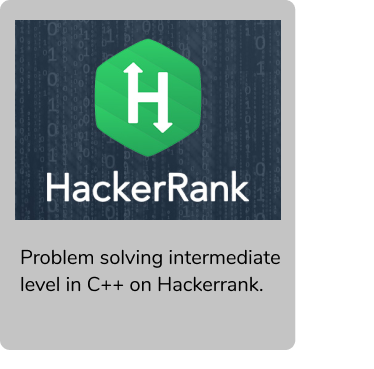 H
HackerRank
Problem solving intermediate
level in C++ on Hackerrank.